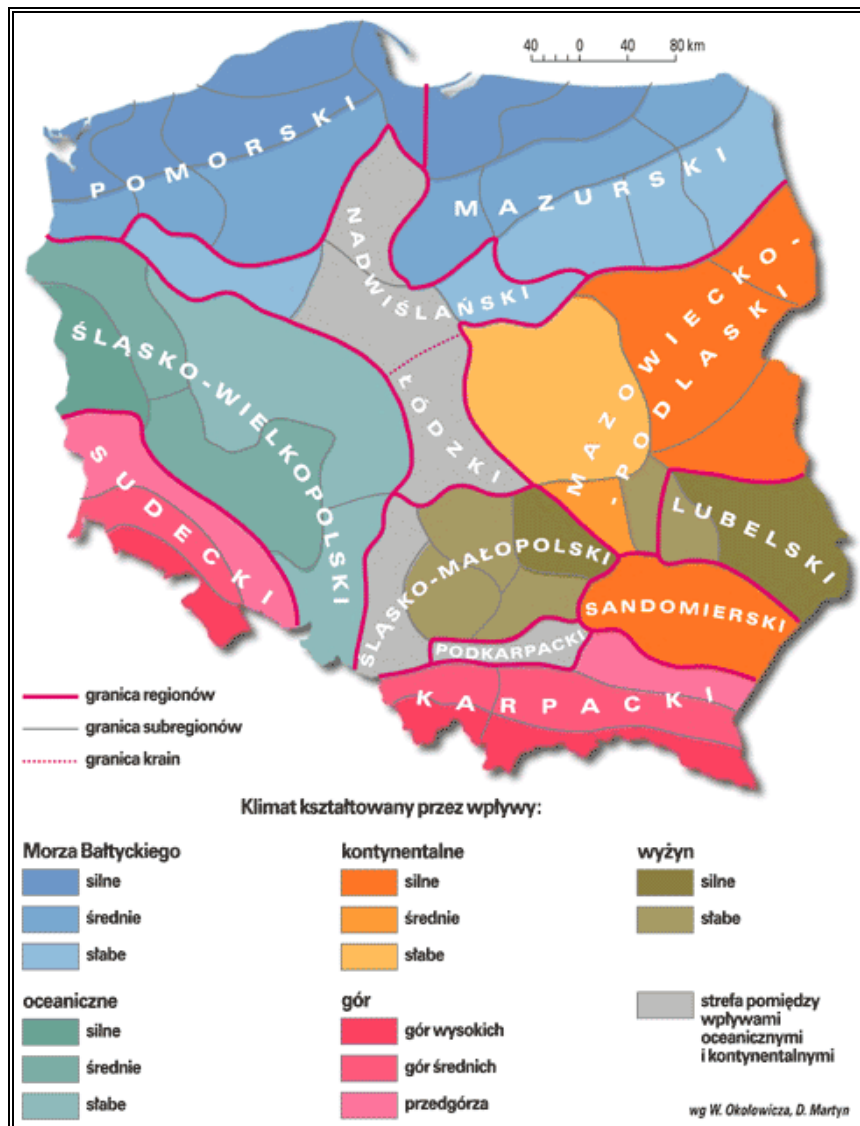 40 0 40 80 km
POMORSKI
MAZURSKI
NADWIŚLAŃSKI
MAZOWIECKO-
-PODLASKI
ŚLĄSKO-WIELKOPOLSKI
ŁÓDZKI
SUDECKI
LUBELSKI
ŚLĄSKO-MAŁOPOLSKI
SANDOMIERSKI
PODKARPACKI
KARPACKI
granica regionów
granica subregionów
granica krain
Klimat kształtowany przez wpływy:
Morza Bałtyckiego
silne
średnie
słabe
kontynentalne
silne
średnie
słabe
wyżyn
silne
słabe
oceaniczne
silne
średnie
słabe
gór
gór wysokich
gór średnich
przedgórza
strefa pomiędzy
wpływami
oceanicznymi
i kontynentalnymi
wg W. Okołowicza, D. Martyn